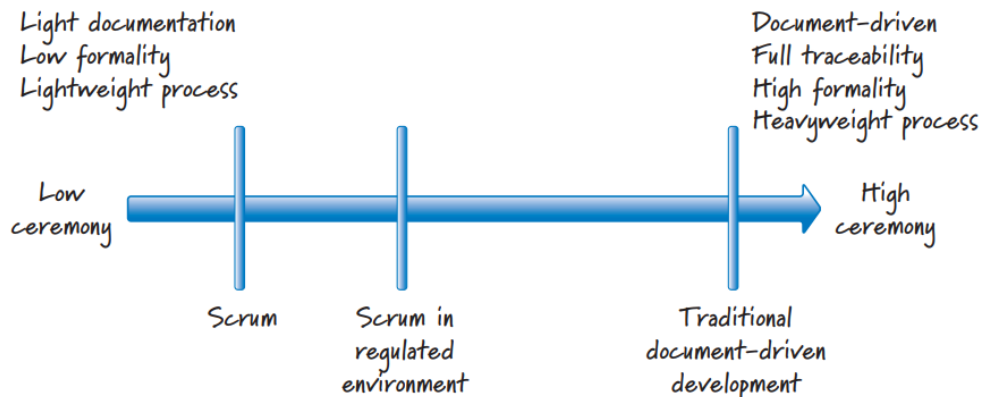 Light documentation
Low formality
Lightweight process
Document-driven
Full traceability
High formality
Heavyweight process
Low
ceremony
High
ceremony
Scrum
Scrum in
regulated
environment
Traditional
document-driven
development